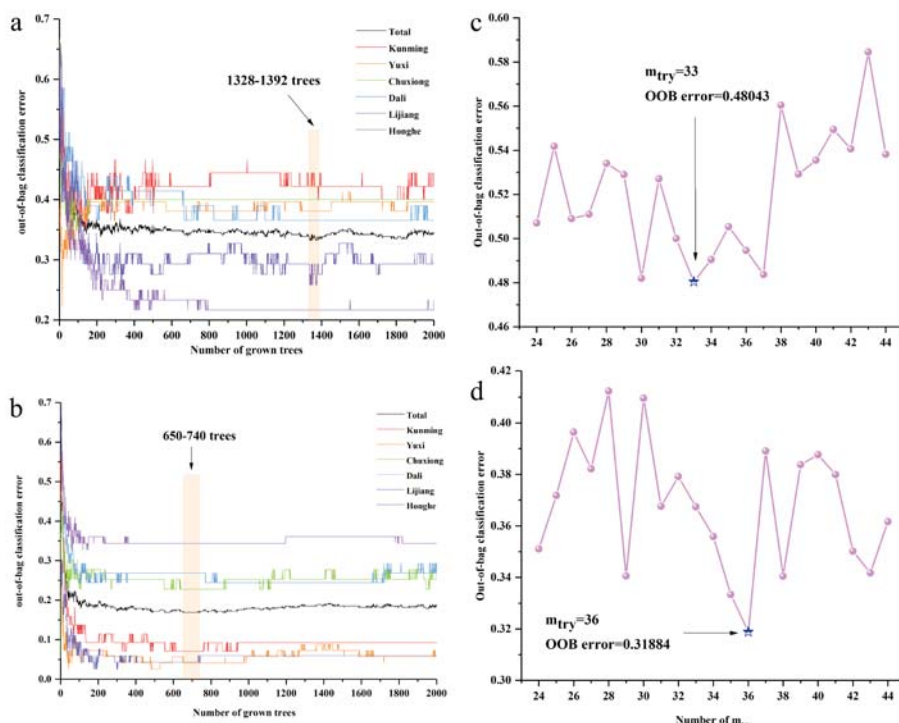 a
0.7
0.6
0.5
0.4
0.3
0.2
out-of-bag classification error
0 200 400 600 800 1000 1200 1400 1600 1800 2000
Number of grown trees
1328-1392 trees
Total
Kunming
Yuxi
Chuxiong
Dali
Lijiang
Honghe
c
0.60
0.58
0.56
0.54
0.52
0.50
0.48
0.46
Out-of-bag classification error
24 26 28 30 32 34 36 38 40 42 44
mtry=33
OOB error=0.48043
b
0.7
0.6
0.5
0.4
0.3
0.2
0.1
0.0
out-of-bag classification error
0 200 400 600 800 1000 1200 1400 1600 1800 2000
Number of grown trees
650-740 trees
Total
Kunming
Yuxi
Chuxiong
Dali
Lijiang
Honghe
d
0.42
0.40
0.38
0.36
0.34
0.32
0.30
Out-of-bag classification error
24 26 28 30 32 34 36 38 40 42 44
Number of m
mtry=36
OOB error=0.31884